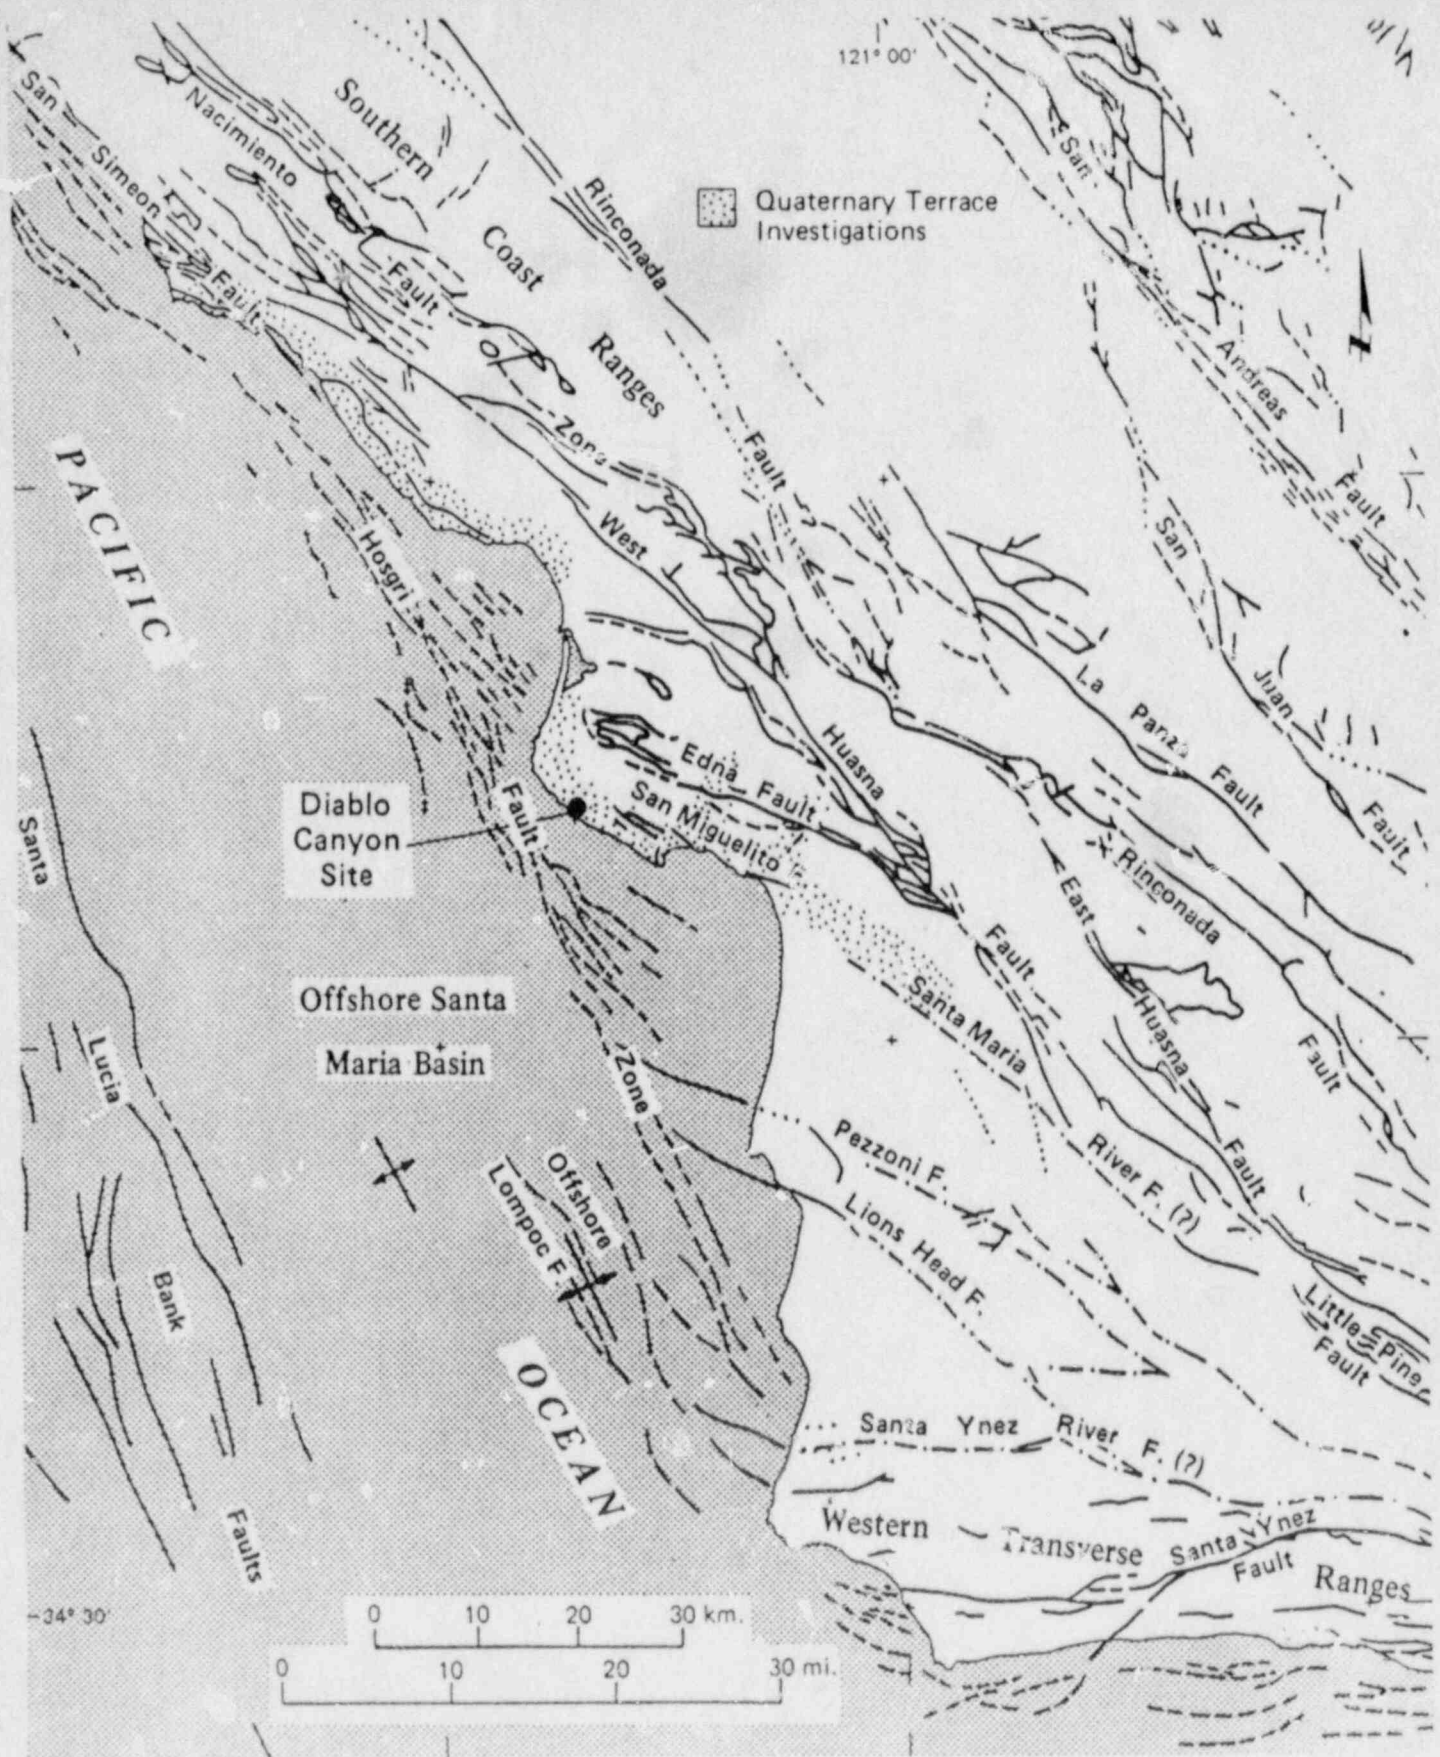 121° 00'
San
Simeon
Fault
Nacimiento
Fault
Zone
Southern
Coast
Ranges
Rinconada
Fault
?
Quaternary Terrace
Investigations
San
Andreas
Fault
PACIFIC
OCEAN
Hosgri
Fault
Zone
West
Huasna
Fault
San
Juan
Fault
La Panza Fault
Edna Fault
San Miguelito
Diablo
Canyon
Site
Santa
Lucia
Bank
Faults
Rinconada
Fault
East
Huasna
Fault
Offshore Santa
Maria Basin
Santa Maria
River F. (?)
Pezzoni F.
Lions Head F.
Offshore
Lompoc F.
Little Pine
Fault
Santa Ynez River F. (?)
Western Transverse Ranges
Santa Ynez
Fault
34° 30'
0 10 20 30 km.
0 10 20 30 mi.